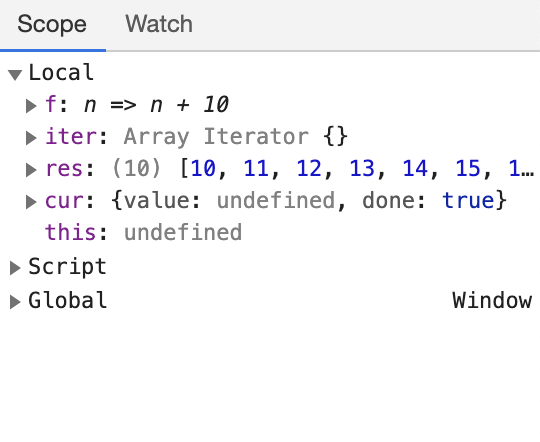 Scope Watch
Local
f: n => n + 10
iter: Array Iterator {}
res: (10) [10, 11, 12, 13, 14, 15, 1…
cur: {value: undefined, done: true}
this: undefined
Script
Global Window